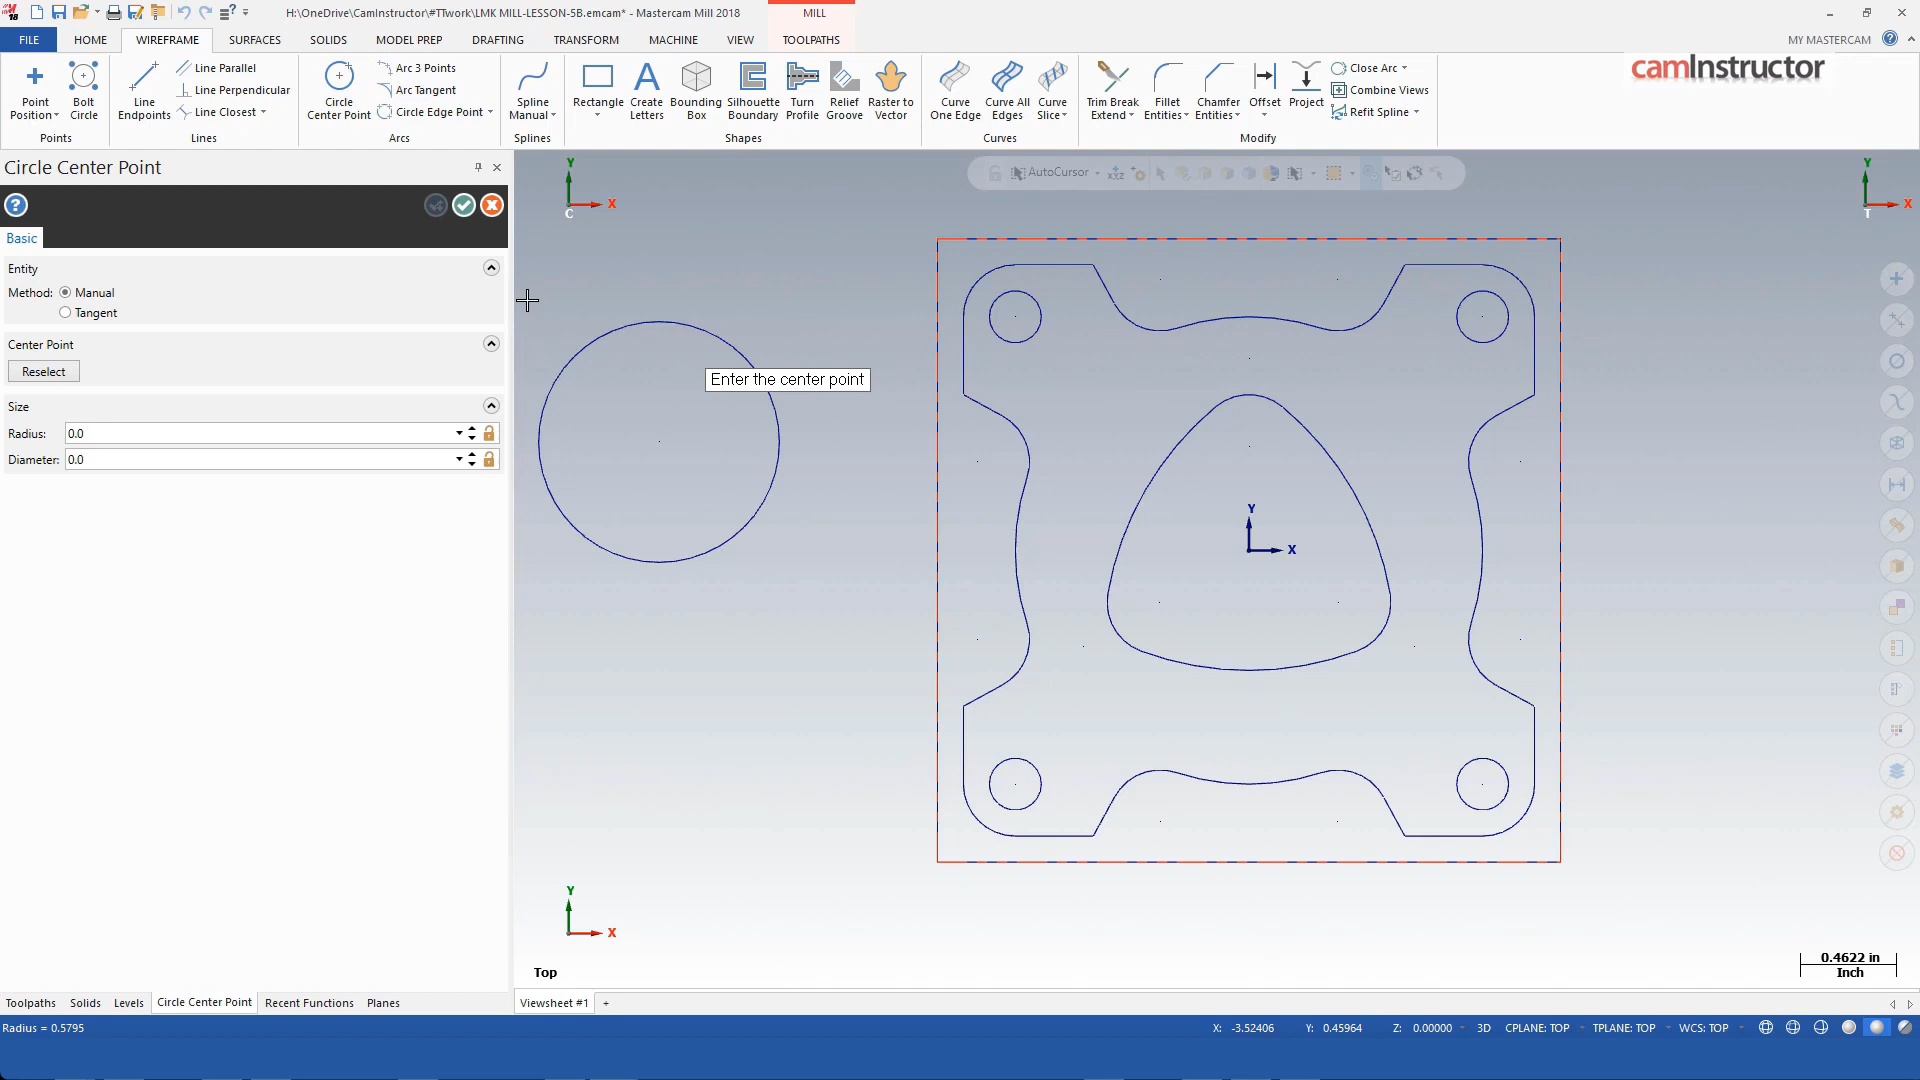 H:\OneDrive\CamInstructor\#TTwork\LMK MILL-LESSON-5B.emcam* - Mastercam Mill 2018
MILL
FILE HOME WIREFRAME SURFACES SOLIDS MODEL PREP DRAFTING TRANSFORM MACHINE VIEW TOOLPATHS MY MASTERCAM
Point Position
Bolt Circle
Points
Line Endpoints
Line Parallel
Line Perpendicular
Line Closest
Lines
Circle Center Point
Arc 3 Points
Arc Tangent
Circle Edge Point
Arcs
Spline Manual
Splines
Rectangle
Create Letters
Bounding Box
Silhouette Boundary
Turn Profile
Relief Groove
Raster to Vector
Shapes
Curve One Edge
Curve All Edges
Curve Slice
Curves
Trim Break Extend
Fillet Entities
Chamfer Entities
Offset
Project
Close Arc
Combine Views
Refit Spline
Modify
camInstructor
Circle Center Point
Basic
Entity
Method: Manual
Tangent
Center Point
Reselect
Size
Radius: 0.0
Diameter: 0.0
AutoCursor
Y
X
C
Y
X
T
Enter the center point
Y
X
Y
X
Top
0.4622 in
Inch
Toolpaths Solids Levels Circle Center Point Recent Functions Planes
Viewsheet #1 +
Radius = 0.5795
X: -3.52406 Y: 0.45964 Z: 0.00000 3D CPLANE: TOP TPLANE: TOP WCS: TOP